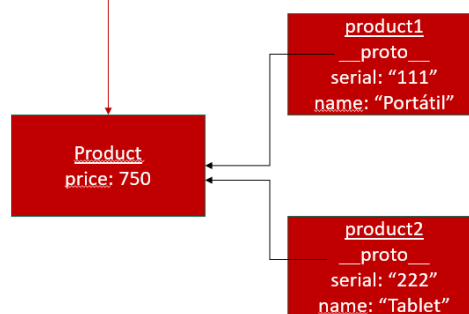 product1
__proto__
serial: “111”
name: “Portátil”
Product
price: 750
product2
__proto__
serial: “222”
name: “Tablet”